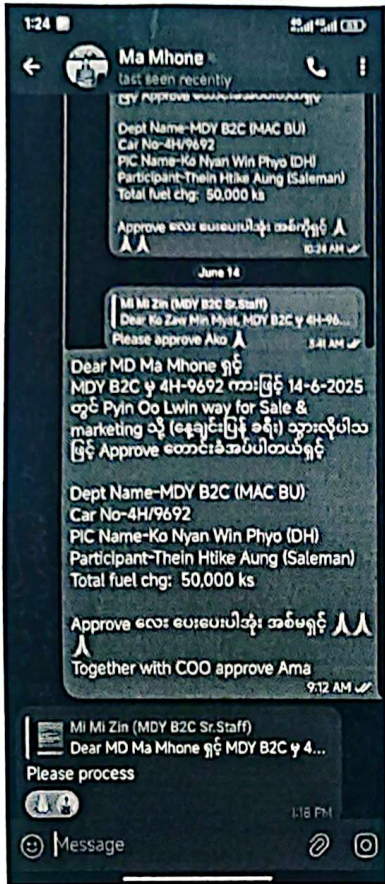 1:24
Ma Mhone
last seen recently
Dept Name-MDY B2C (MAC BU)
Car No-4H/9692
PIC Name-Ko Nyan Win Phyo (DH)
Participant-Thein Htike Aung (Saleman)
Total fuel chg: 50,000 ks
Approve လေး ပေးပေးပါအုံး အစ်ကိုရှင့် 🙏
🙏🙏
10:24 AM
June 14
Mi Mi Zin (MDY B2C Sr.Staff)
Dear Ko Zaw Min Myat, MDY B2C မှ 4H-96...
Please approve Ako 🙏
Dear MD Ma Mhone ရှင့်
MDY B2C မှ 4H-9692 ကားဖြင့် 14-6-2025
တွင် Pyin Oo Lwin way for Sale &
marketing သို့ (နေ့ချင်းပြန် ခရီး) သွားလိုပါသ
ဖြင့် Approve တောင်းခံအပ်ပါတယ်ရှင့်
Dept Name-MDY B2C (MAC BU)
Car No-4H/9692
PIC Name-Ko Nyan Win Phyo (DH)
Participant-Thein Htike Aung (Saleman)
Total fuel chg: 50,000 ks
Approve လေး ပေးပေးပါအုံး အစ်မရှင့် 🙏🙏
🙏
Together with COO approve Ama
9:12 AM
Mi Mi Zin (MDY B2C Sr.Staff)
Dear MD Ma Mhone ရှင့် MDY B2C မှ 4...
Please process
1:18 PM
Message